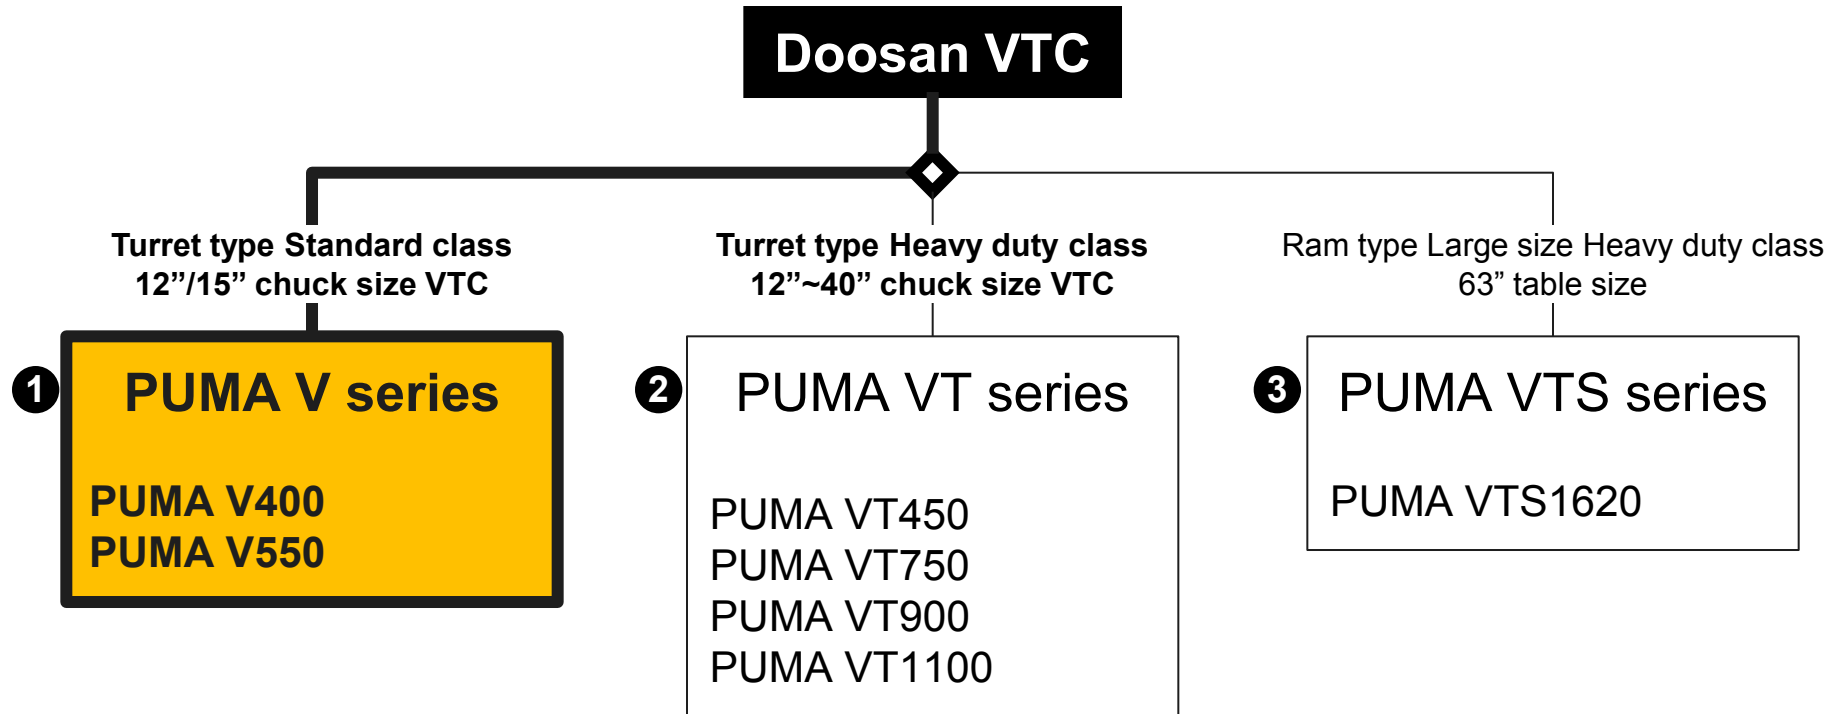 Doosan VTC
Turret type Standard class
12”/15” chuck size VTC
1
PUMA V series
PUMA V400
PUMA V550
Turret type Heavy duty class
12”~40” chuck size VTC
2
PUMA VT series
PUMA VT450
PUMA VT750
PUMA VT900
PUMA VT1100
Ram type Large size Heavy duty class
63” table size
3
PUMA VTS series
PUMA VTS1620